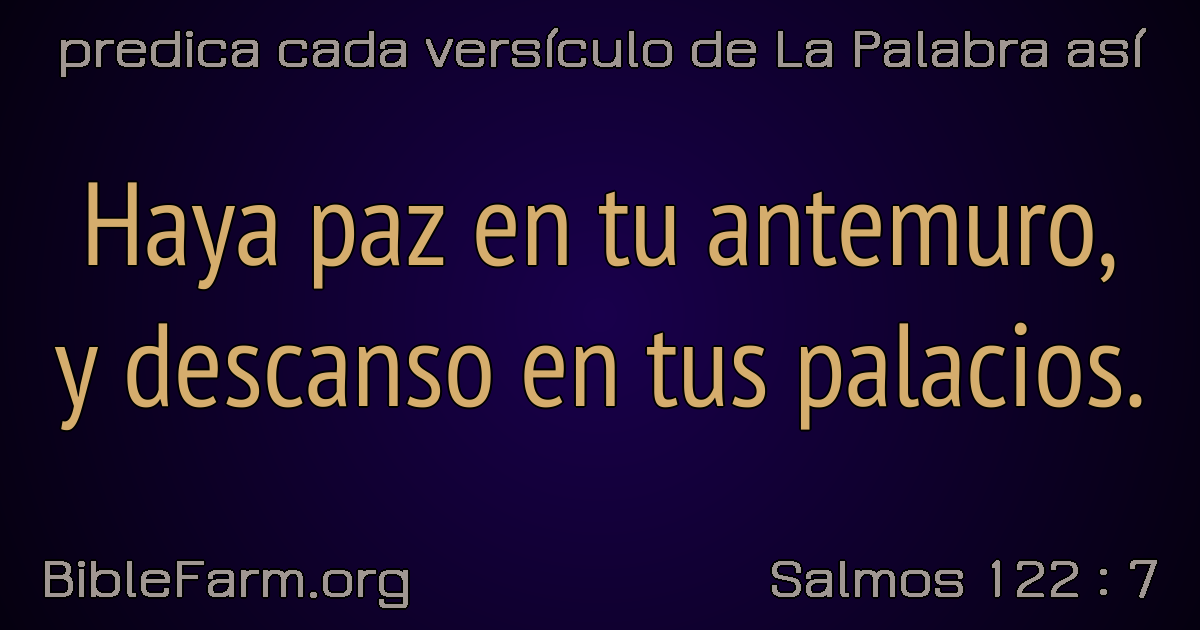 predica cada versículo de La Palabra así
Haya paz en tu antemuro,
y descanso en tus palacios.
BibleFarm.org
Salmos 122 : 7